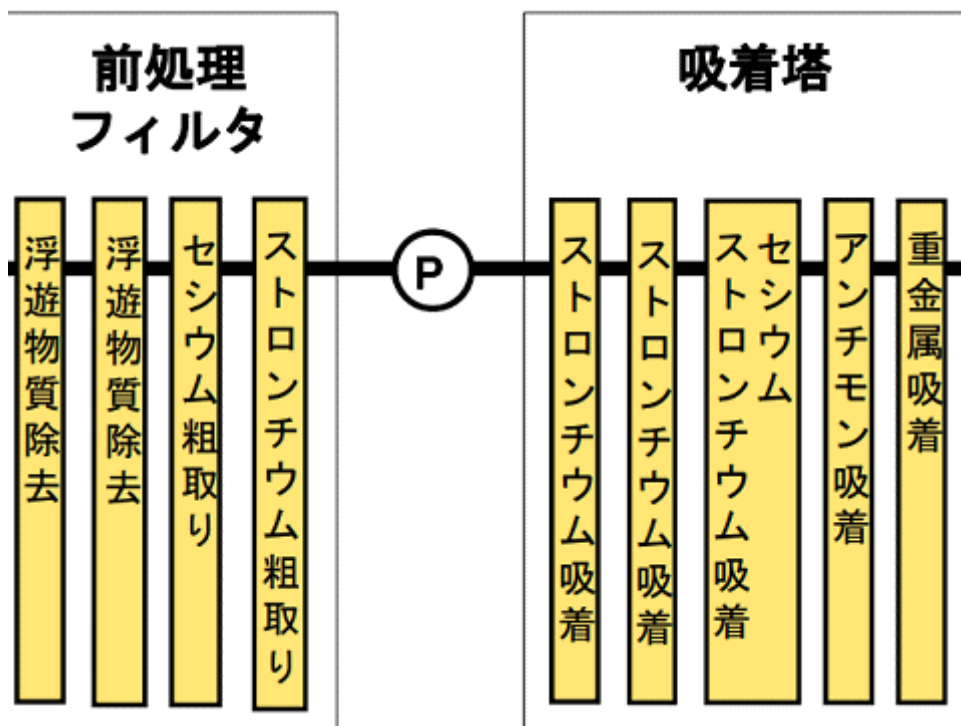 前処理
フィルタ
浮遊物質除去
浮遊物質除去
セシウム粗取り
ストロンチウム粗取り
P
吸着塔
ストロンチウム吸着
ストロンチウム吸着
セシウム
ストロンチウム吸着
アンチモン吸着
重金属吸着